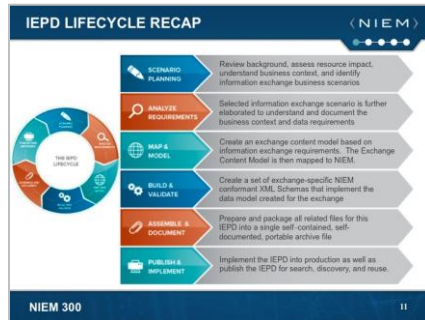 IEPD LIFECYCLE RECAP
〈NIEM〉
SCENARIO
PLANNING
Review background, assess resource impact,
understand business context, and identify
information exchange business scenarios
ANALYZE
REQUIREMENTS
Selected information exchange scenario is further
elaborated to understand and document the
business context and data requirements
MAP &
MODEL
Create an exchange content model based on
information exchange requirements. The Exchange
Content Model is then mapped to NIEM.
BUILD &
VALIDATE
Create a set of exchange-specific NIEM
conformant XML Schemas that implement the
data model created for the exchange
ASSEMBLE &
DOCUMENT
Prepare and package all related files for this
IEPD into a single self-contained, self-
documented, portable archive file
PUBLISH &
IMPLEMENT
Implement the IEPD into production as well as
publish the IEPD for search, discovery, and reuse.
THE IEPD
LIFECYCLE
NIEM 300
11